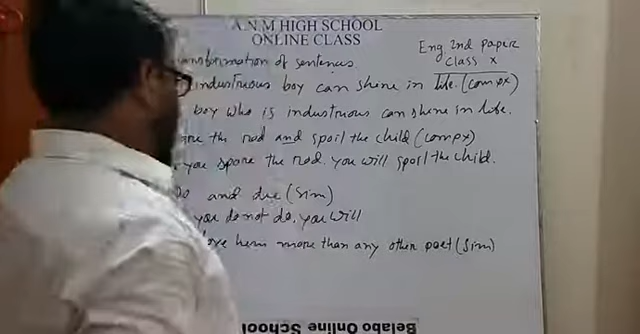 A.N.M HIGH SCHOOL
ONLINE CLASS
Eng. 2nd paper
class x
ansformation of sentences.
industruous boy can shine in life. (compx)
boy who is industruous can shine in life.
are the rod and spoil the child (compx)
you spare the rod. you will spoil the child.
Do and die (sim)
you do not do, you will
love him more than any other poet (sim)
Belabo Online School